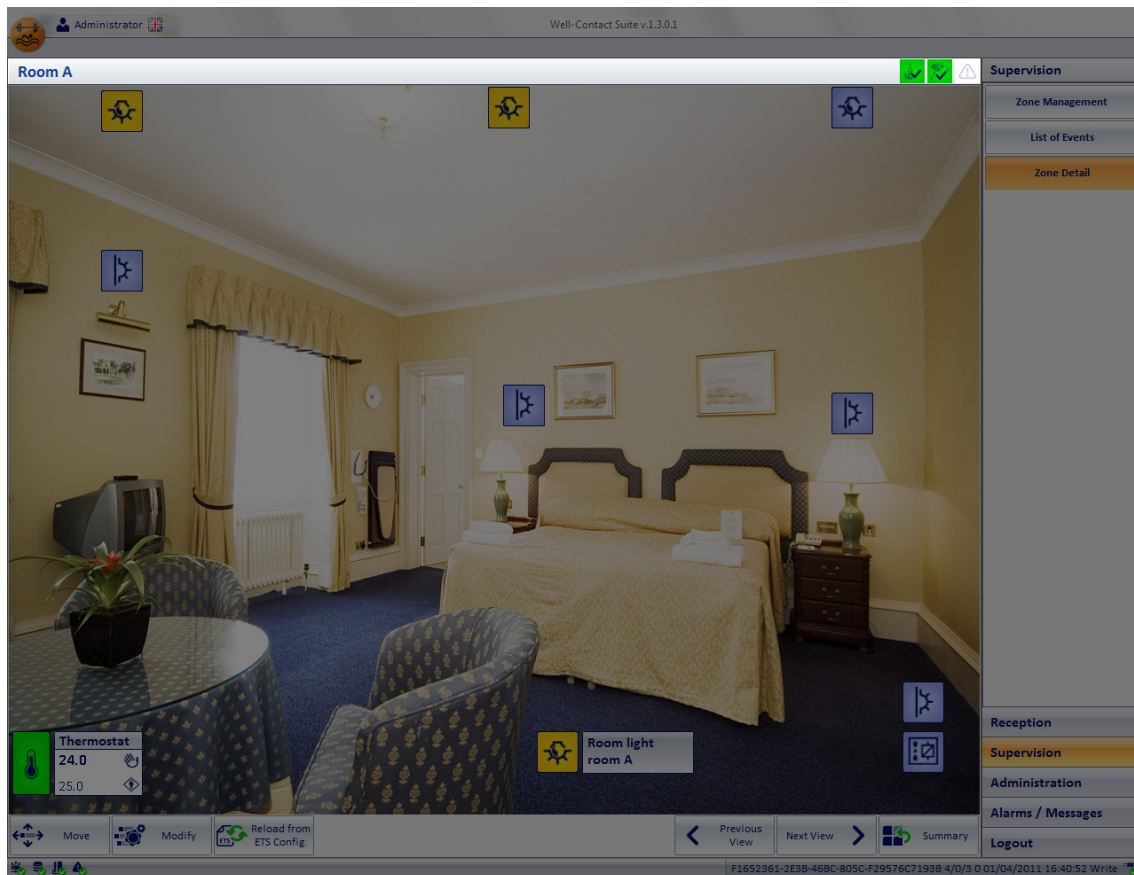 Administrator
Well-Contact Suite v.1.3.0.1
Room A
Supervision
Zone Management
List of Events
Zone Detail
Thermostat
24.0
25.0
Room light
room A
Reception
Supervision
Administration
Alarms / Messages
Logout
Move
Modify
ETS
Reload from
ETS Config.
Previous
View
Next View
Summary
F1652361-2E3B-46BC-805C-F29576C7193B 4/0/3 0 01/04/2011 16:40:52 Write